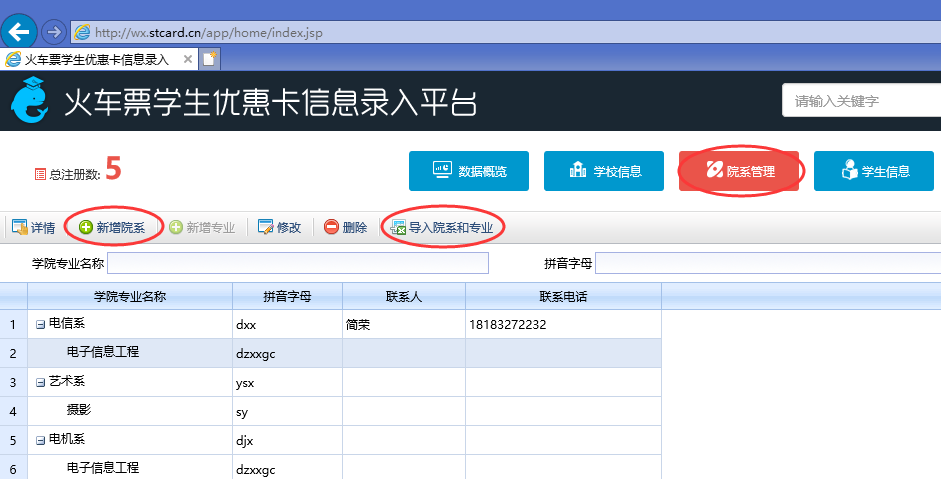 http://wx.stcard.cn/app/home/index.jsp
火车票学生优惠卡信息录入
火车票学生优惠卡信息录入平台
请输入关键字
总注册数: 5
数据概览 学校信息 院系管理 学生信息
详情 新增院系 新增专业 修改 删除 导入院系和专业
学院专业名称 拼音字母
学院专业名称 拼音字母 联系人 联系电话
1 电信系 dxx 简荣 18183272232
2 电子信息工程 dzxxgc
3 艺术系 ysx
4 摄影 sy
5 电机系 djx
6 电子信息工程 dzxxgc